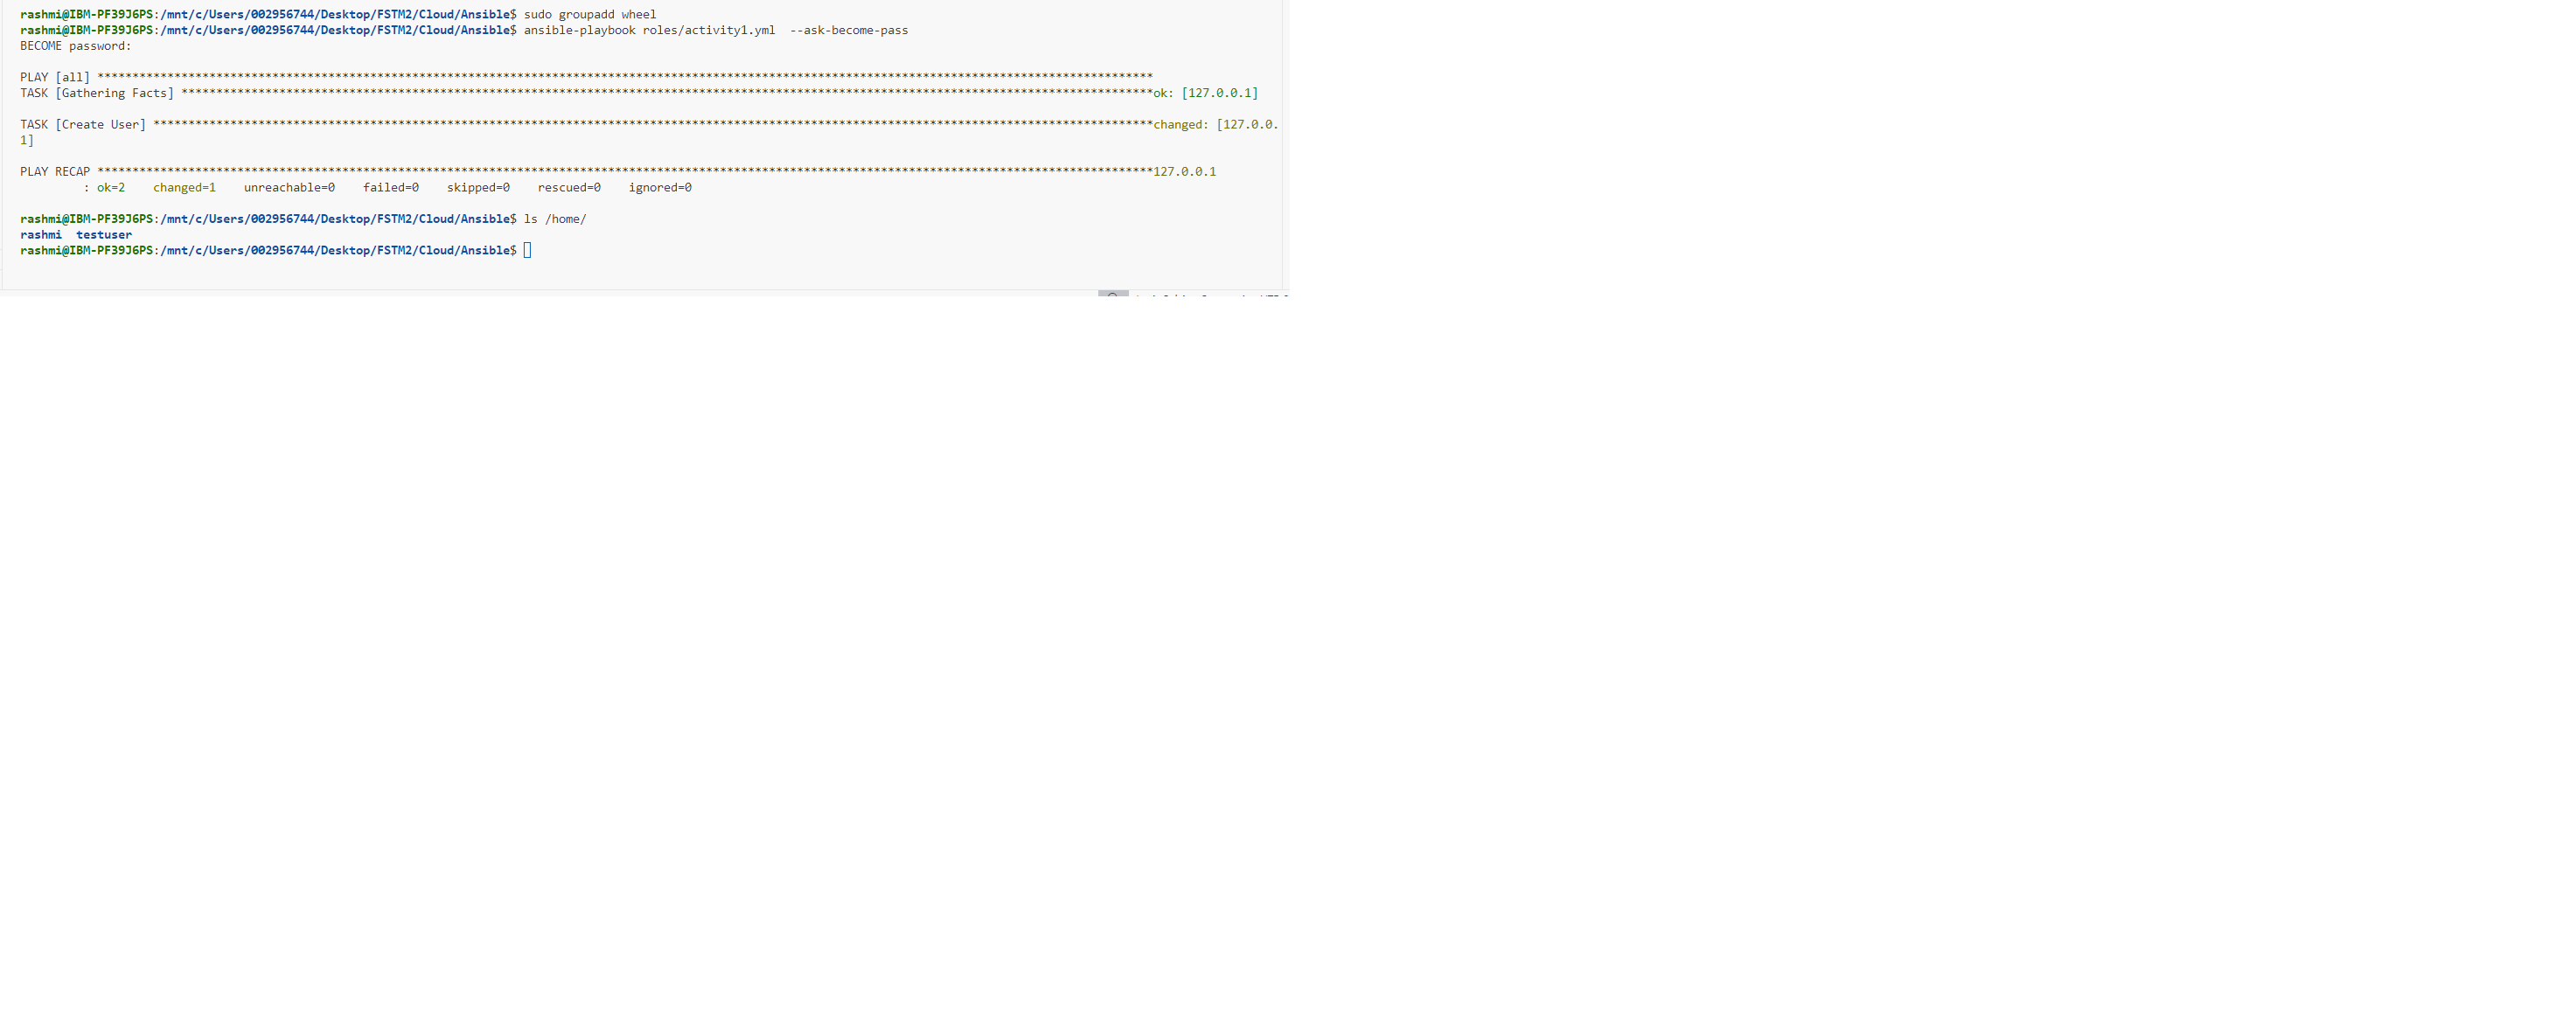 rashmi@IBM-PF39J6PS:/mnt/c/Users/002956744/Desktop/FSTM2/Cloud/Ansible$ sudo groupadd wheel
rashmi@IBM-PF39J6PS:/mnt/c/Users/002956744/Desktop/FSTM2/Cloud/Ansible$ ansible-playbook roles/activity1.yml  --ask-become-pass
BECOME password:
PLAY [all] *******************************************************************************************************************************************************
TASK [Gathering Facts] *******************************************************************************************************************************************ok: [127.0.0.1]
TASK [Create User] ***********************************************************************************************************************************************changed: [127.0.0.
1]
PLAY RECAP *******************************************************************************************************************************************************127.0.0.1
         : ok=2    changed=1    unreachable=0    failed=0    skipped=0    rescued=0    ignored=0
rashmi@IBM-PF39J6PS:/mnt/c/Users/002956744/Desktop/FSTM2/Cloud/Ansible$ ls /home/
rashmi  testuser
rashmi@IBM-PF39J6PS:/mnt/c/Users/002956744/Desktop/FSTM2/Cloud/Ansible$